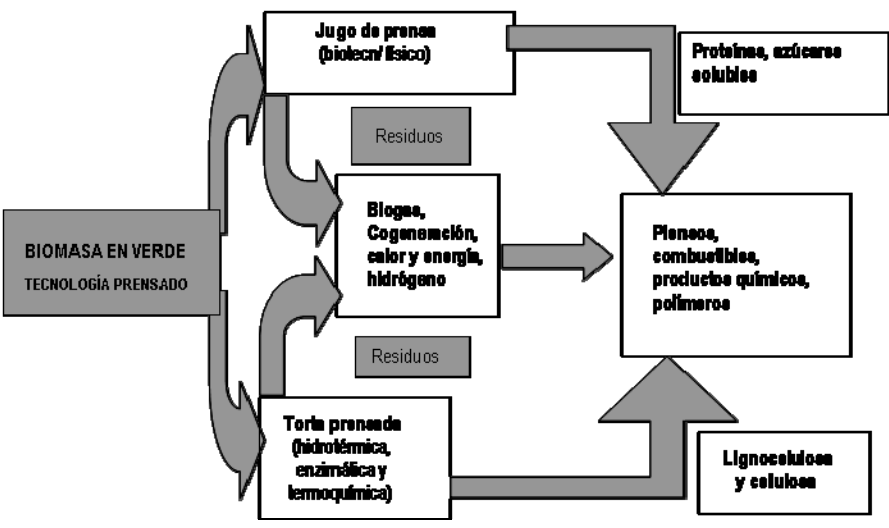 Jugo de prensa
(biotecn/ físico)
Proteínas, azúcares
solubles
Residuos
Biogas,
Cogeneración,
calor y energía,
hidrógeno
BIOMASA EN VERDE
TECNOLOGÍA PRENSADO
Piensos,
combustibles,
productos químicos,
polímeros
Residuos
Torta prensada
(hidrotérmica,
enzimática y
termoquímica)
Lignocelulosa
y celulosa